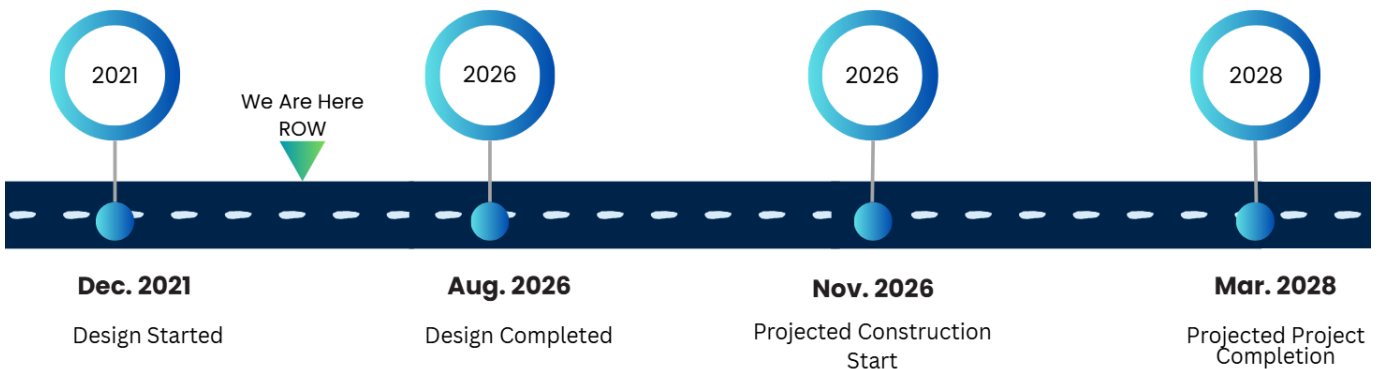 2021
We Are Here
ROW
2026
2026
2028
Dec. 2021
Design Started
Aug. 2026
Design Completed
Nov. 2026
Projected Construction
Start
Mar. 2028
Projected Project
Completion